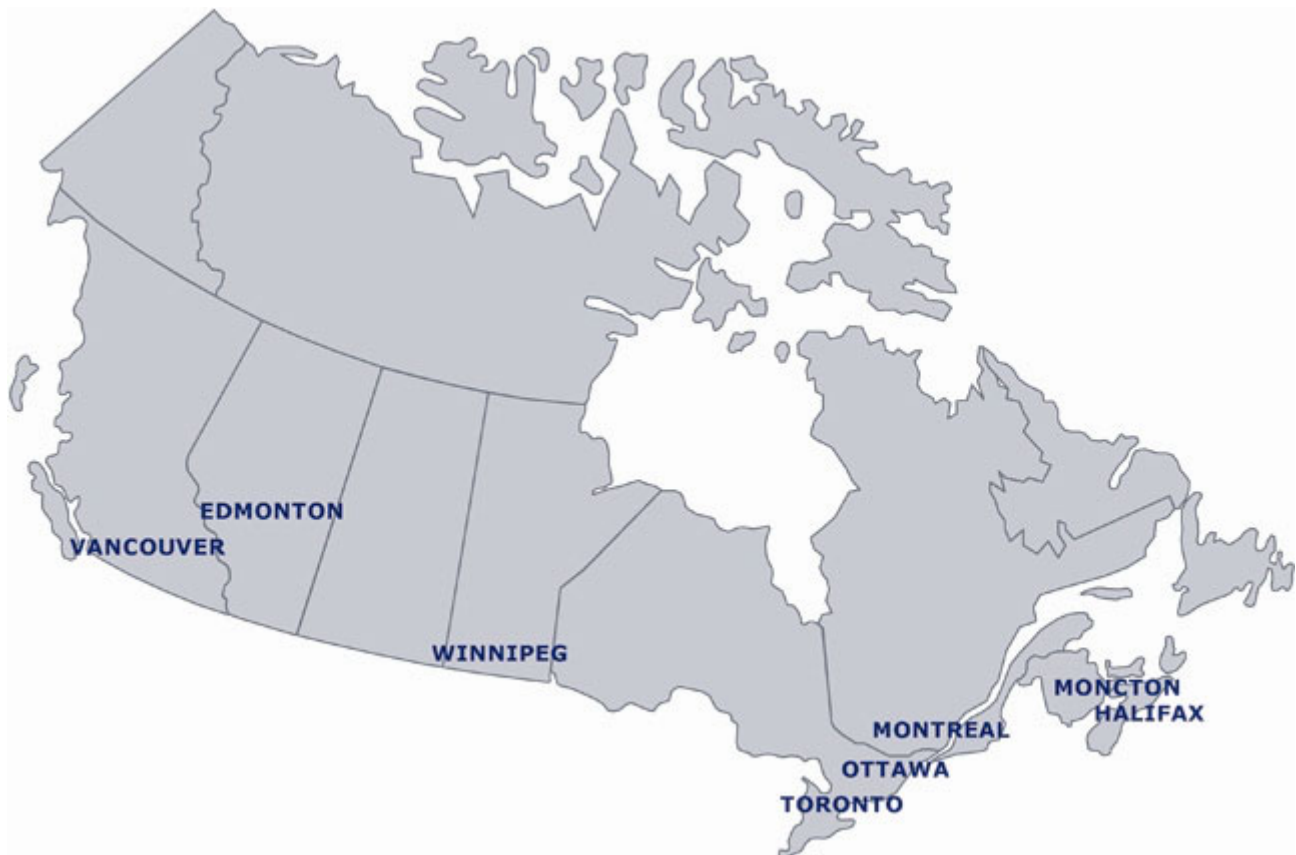 EDMONTON
VANCOUVER
WINNIPEG
MONCTON
HALIFAX
MONTREAL
OTTAWA
TORONTO